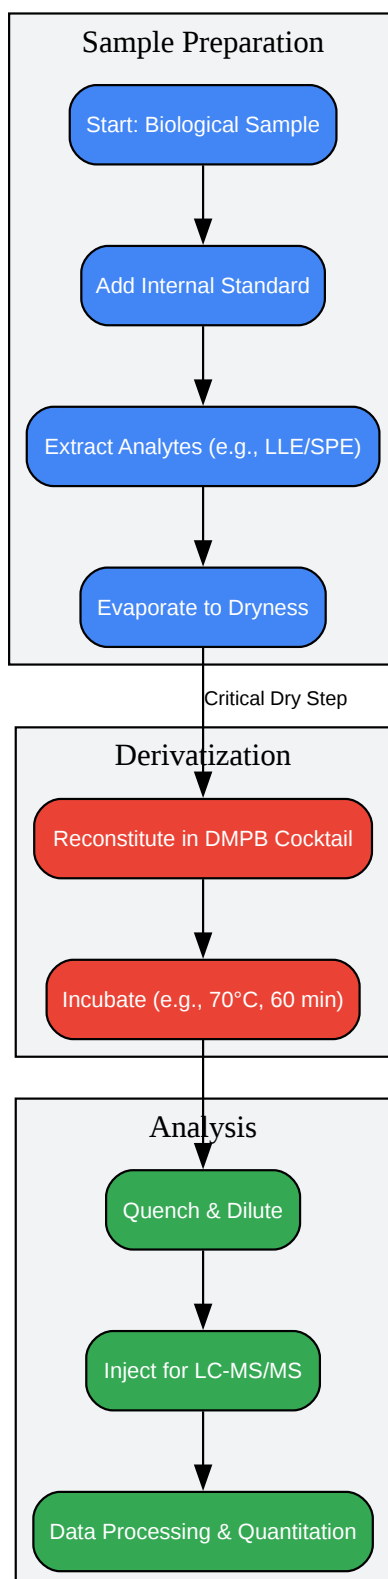 Sample Preparation
Start: Biological Sample
Add Internal Standard
Extract Analytes (e.g., LLE/SPE)
Evaporate to Dryness
Critical Dry Step
Derivatization
Reconstitute in DMPB Cocktail
Incubate (e.g., 70°C, 60 min)
Analysis
Quench & Dilute
Inject for LC-MS/MS
Data Processing & Quantitation